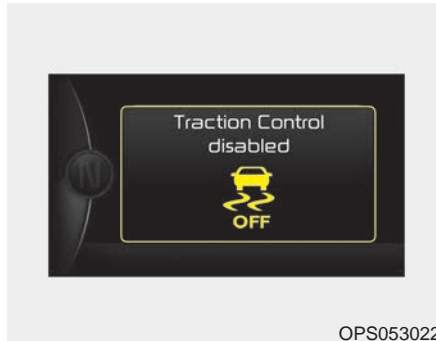 Traction Control
disabled
N
OFF
OPS053022